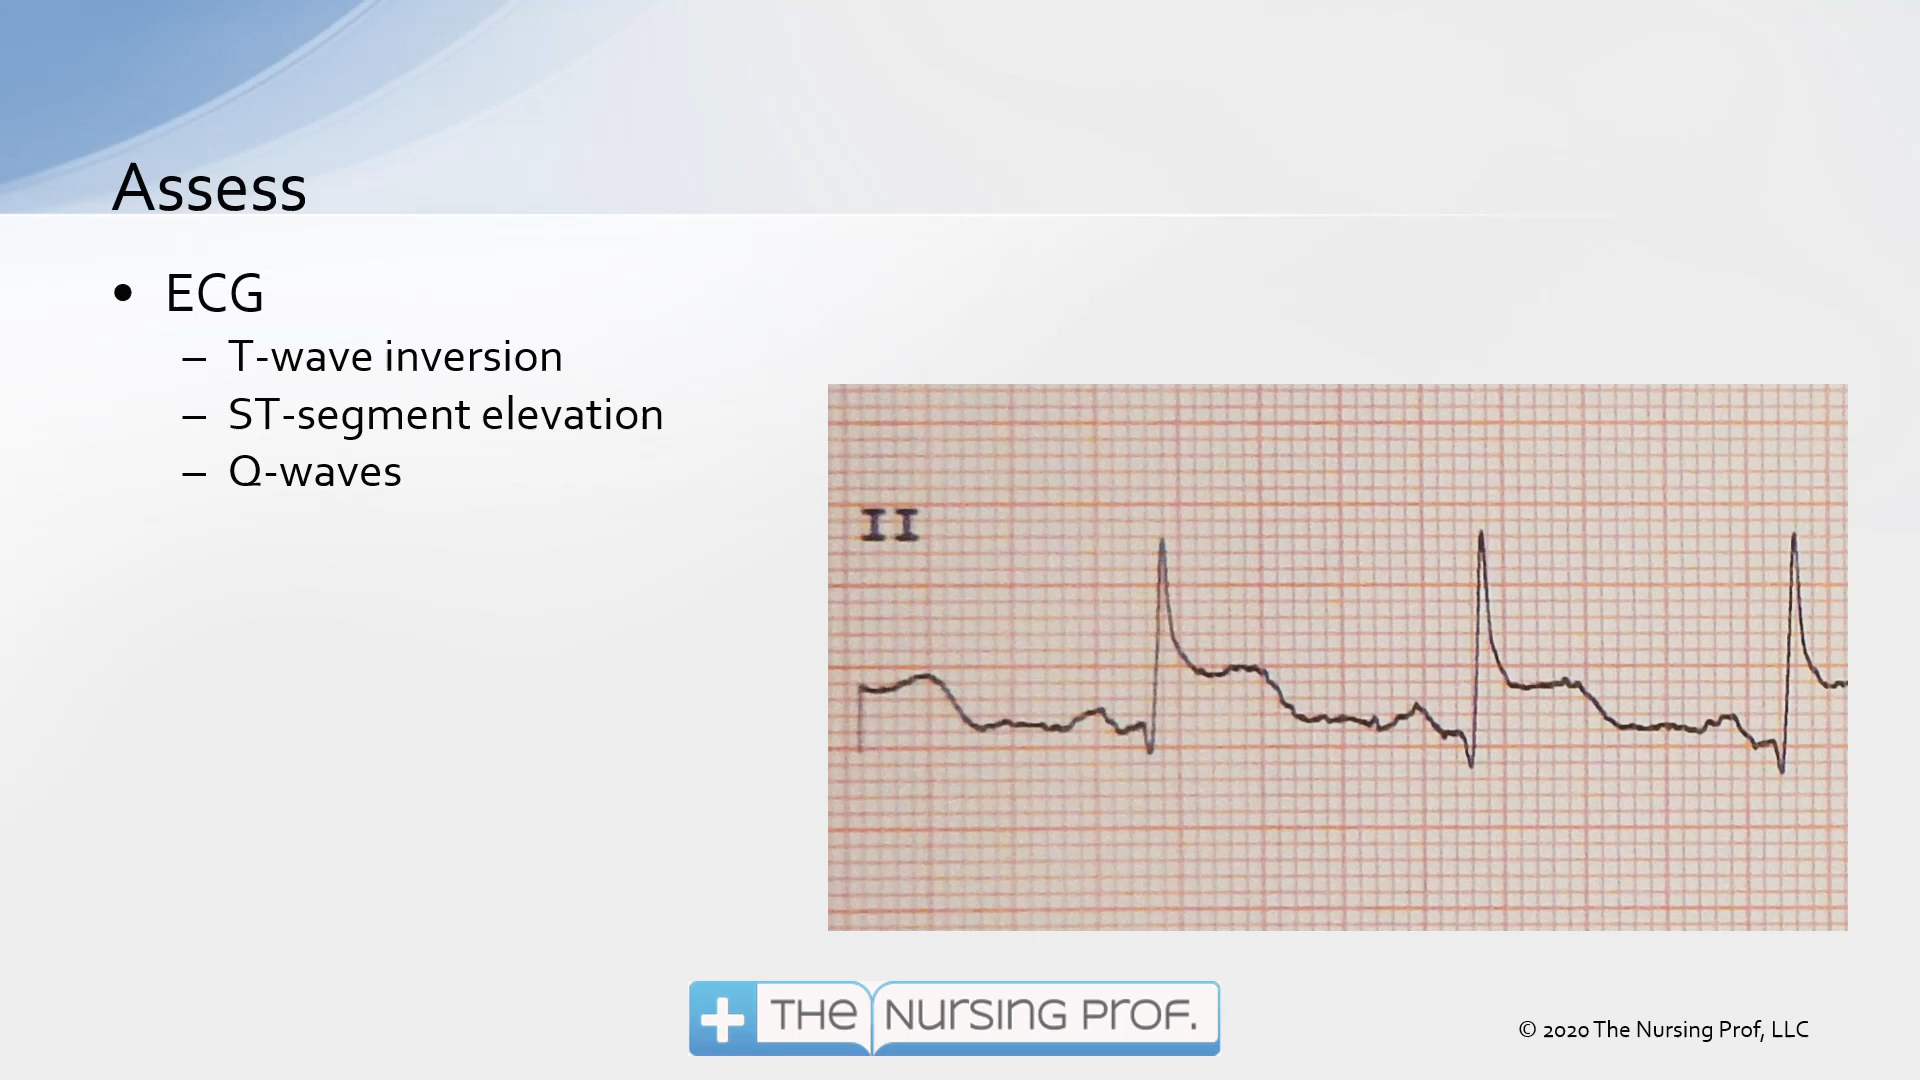 Assess
• ECG
– T-wave inversion
– ST-segment elevation
– Q-waves
II
THE NURSING PROF.
© 2020 The Nursing Prof, LLC